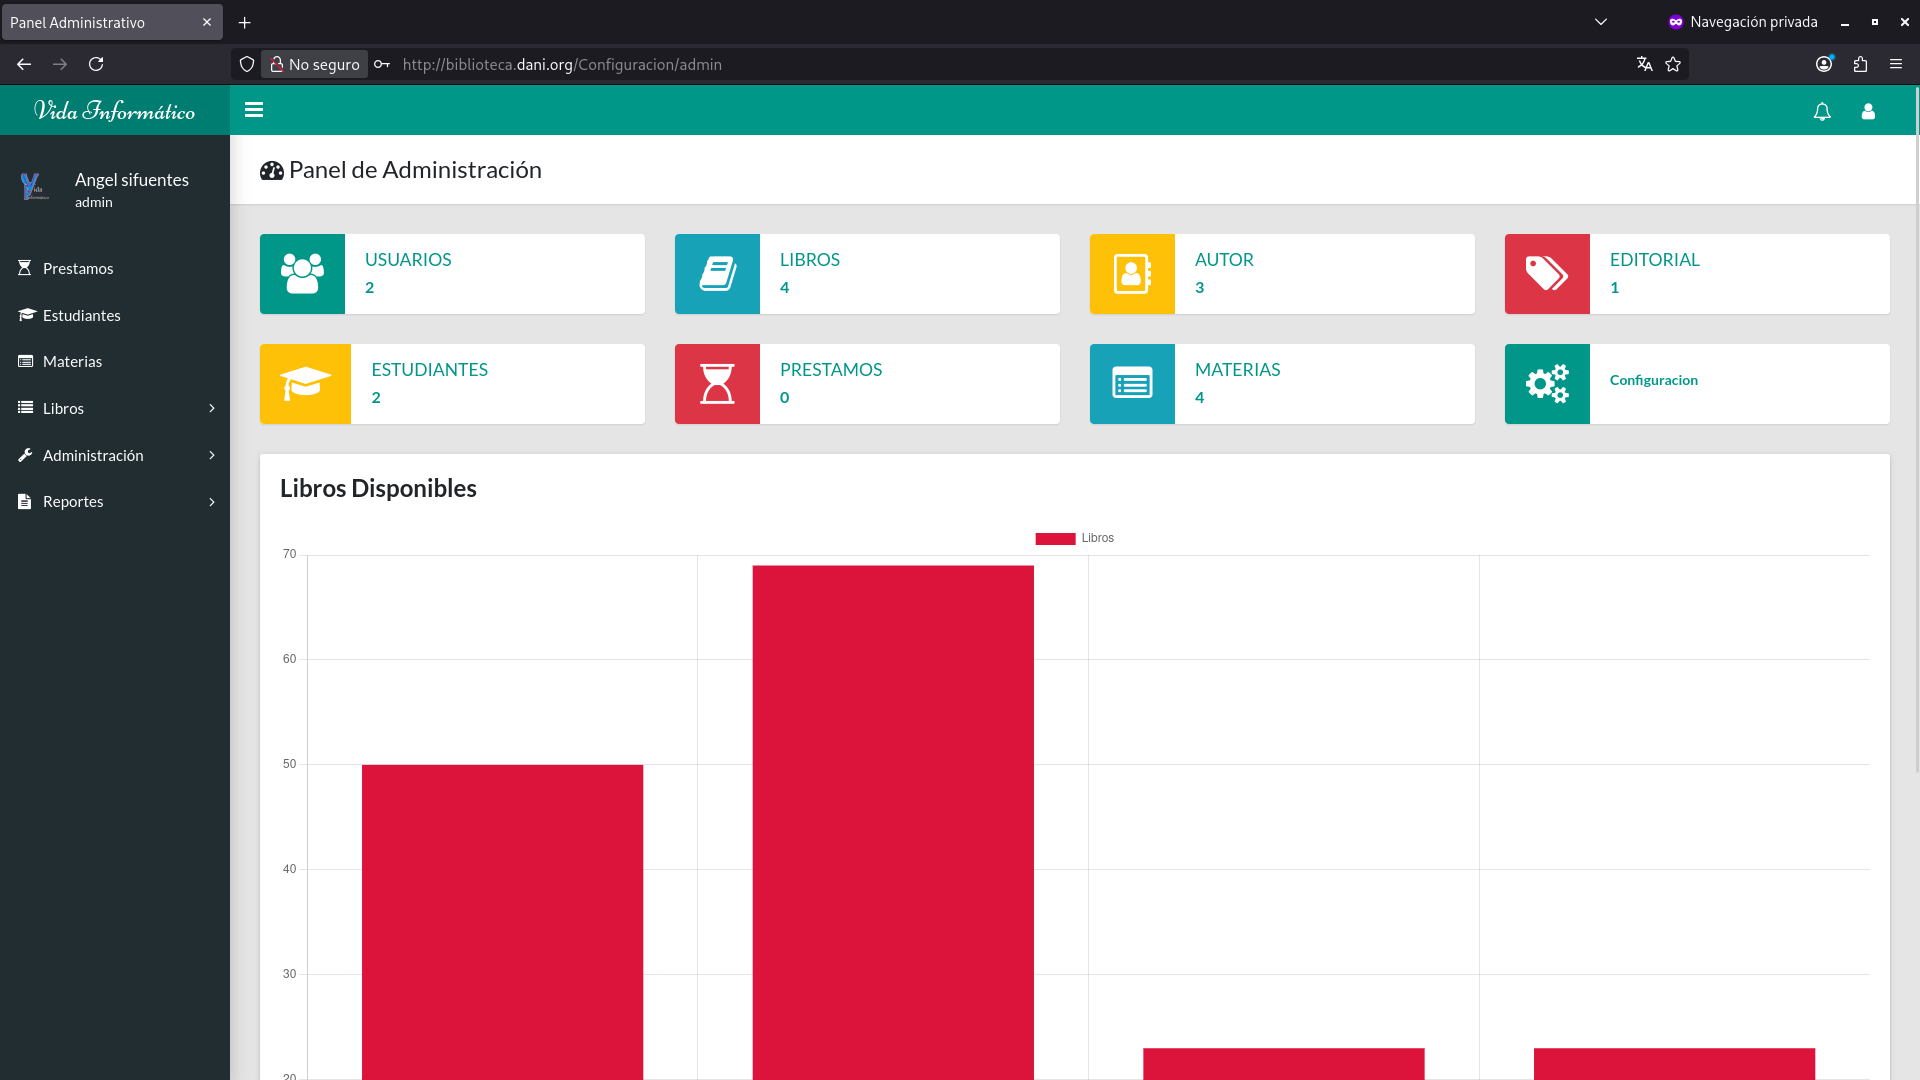 Panel Administrativo
Navegación privada
No seguro
http://biblioteca.dani.org/Configuracion/admin
Vida Informático
Panel de Administración
Angel sifuentes
admin
Prestamos
Estudiantes
Materias
Libros
Administración
Reportes
USUARIOS
2
LIBROS
4
AUTOR
3
EDITORIAL
1
ESTUDIANTES
2
PRESTAMOS
0
MATERIAS
4
Configuracion
Libros Disponibles
Libros
70
60
50
40
30
20